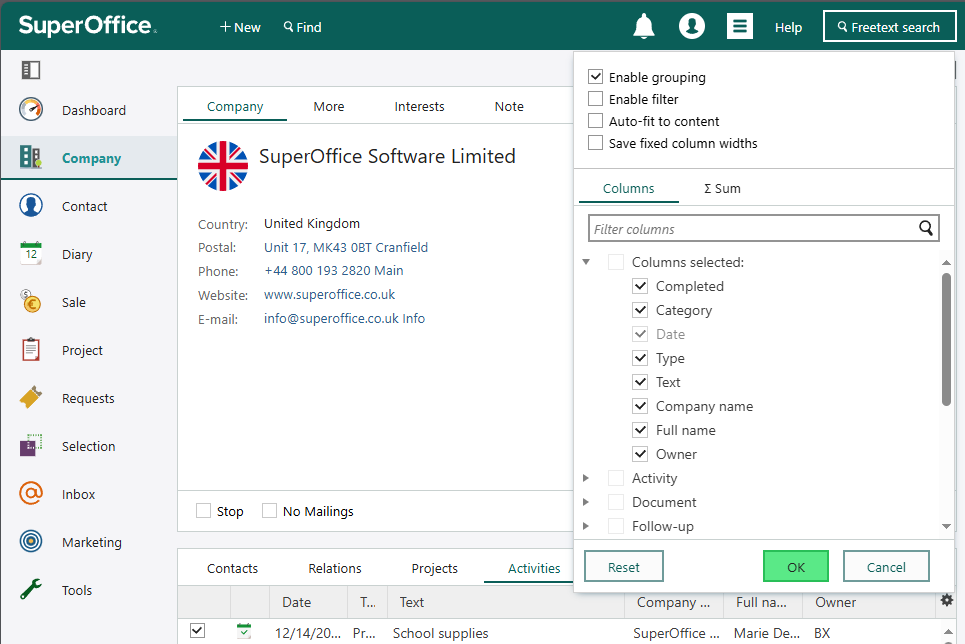 SuperOffice
+ New
Find
Help
Freetext search
Dashboard
Company
Contact
12
Diary
Sale
Project
Requests
Selection
Inbox
Marketing
Tools
Company
More
Interests
Note
SuperOffice Software Limited
Country: United Kingdom
Postal: Unit 17, MK43 0BT Cranfield
Phone: +44 800 193 2820 Main
Website: www.superoffice.co.uk
E-mail: info@superoffice.co.uk Info
Stop
No Mailings
Enable grouping
Enable filter
Auto-fit to content
Save fixed column widths
Columns
Σ Sum
Filter columns
Columns selected:
Completed
Category
Date
Type
Text
Company name
Full name
Owner
Activity
Document
Follow-up
Reset
OK
Cancel
Contacts
Relations
Projects
Activities
Date T... Text Company ... Full na... Owner
12/14/20... Pr... School supplies SuperOffice ... Marie De... BX